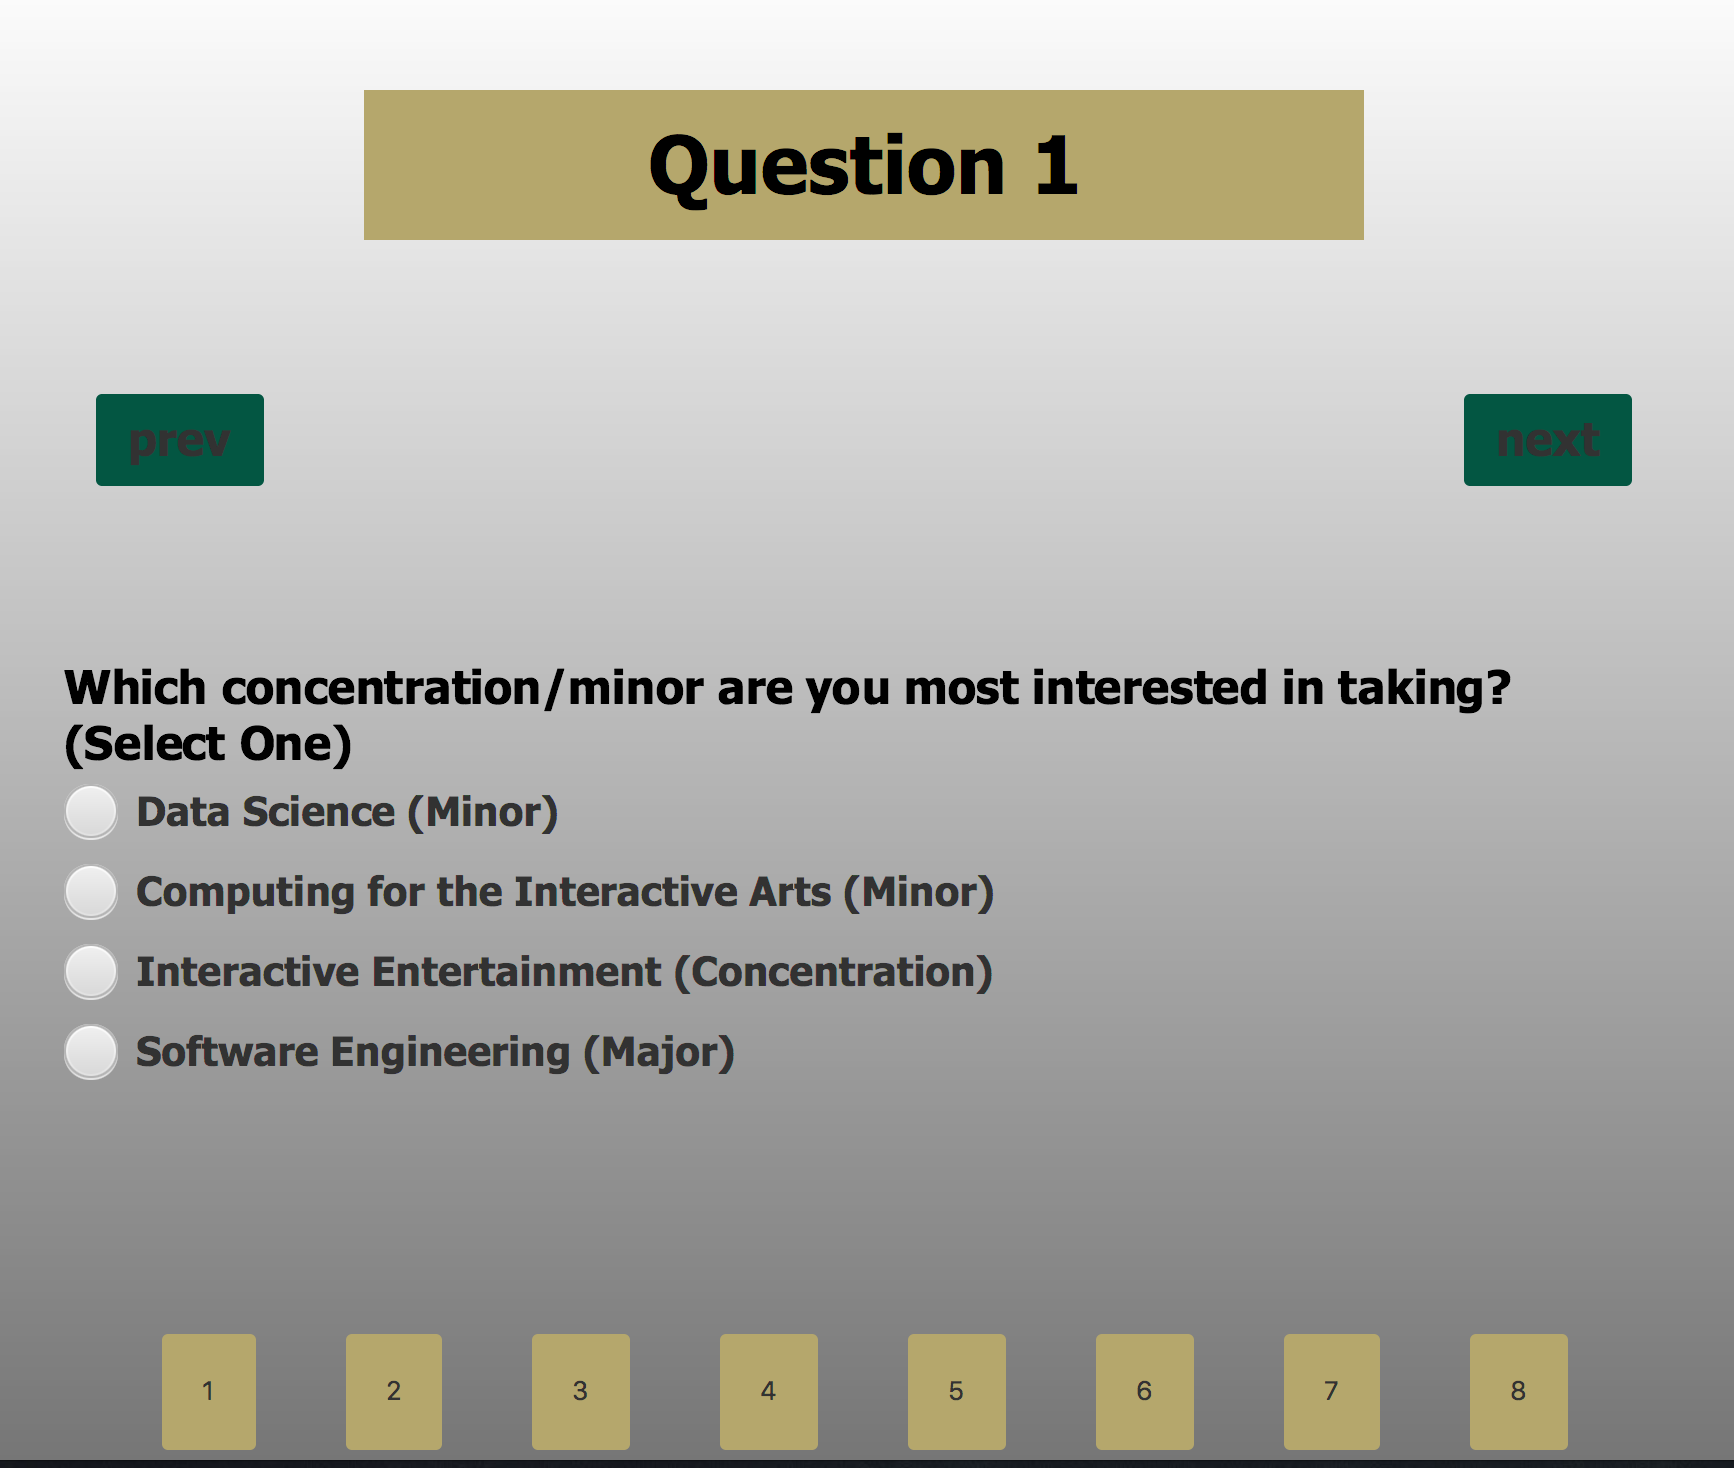 Question 1
prev
next
Which concentration/minor are you most interested in taking?
(Select One)
Data Science (Minor)
Computing for the Interactive Arts (Minor)
Interactive Entertainment (Concentration)
Software Engineering (Major)
1 2 3 4 5 6 7 8